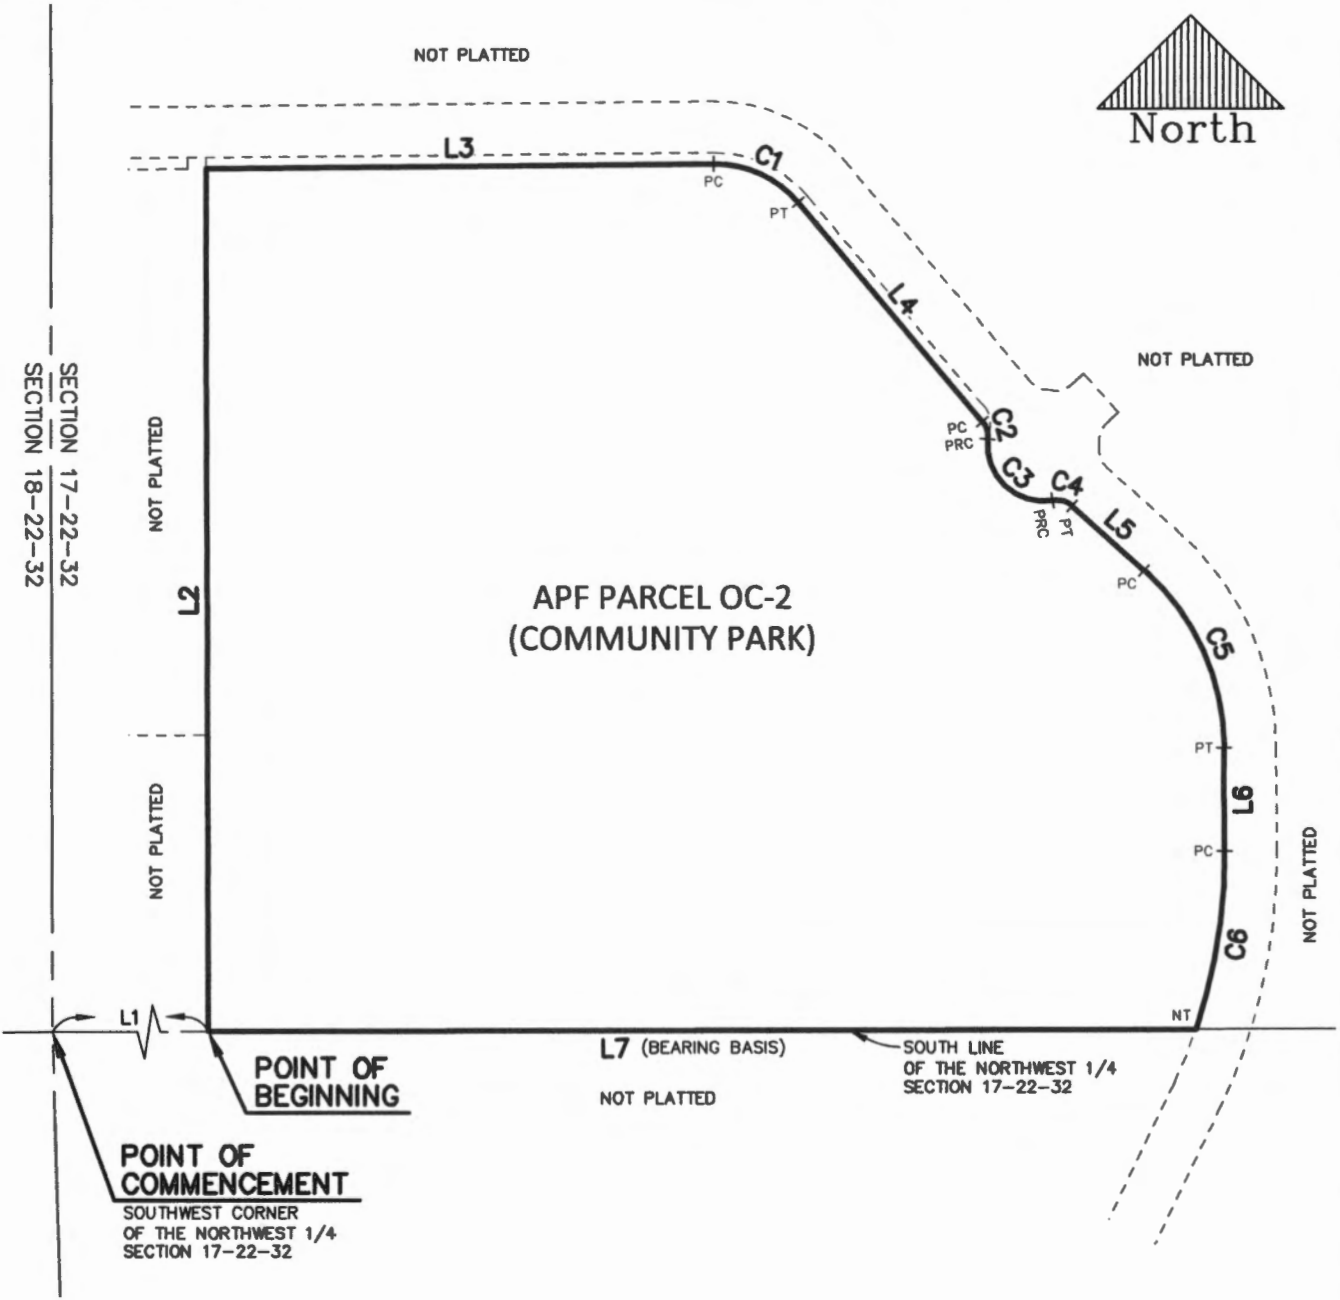 NOT PLATTED
North
L3
C1
PC
PT
L4
NOT PLATTED
SECTION 17-22-32
SECTION 18-22-32
NOT PLATTED
C2
PC
PRC
C3
C4
PRC
PT
L5
PC
L2
APF PARCEL OC-2
(COMMUNITY PARK)
C5
PT
L6
PC
NOT PLATTED
NOT PLATTED
C6
NT
L1
L7 (BEARING BASIS)
SOUTH LINE
OF THE NORTHWEST 1/4
SECTION 17-22-32
POINT OF
BEGINNING
NOT PLATTED
POINT OF
COMMENCEMENT
SOUTHWEST CORNER
OF THE NORTHWEST 1/4
SECTION 17-22-32